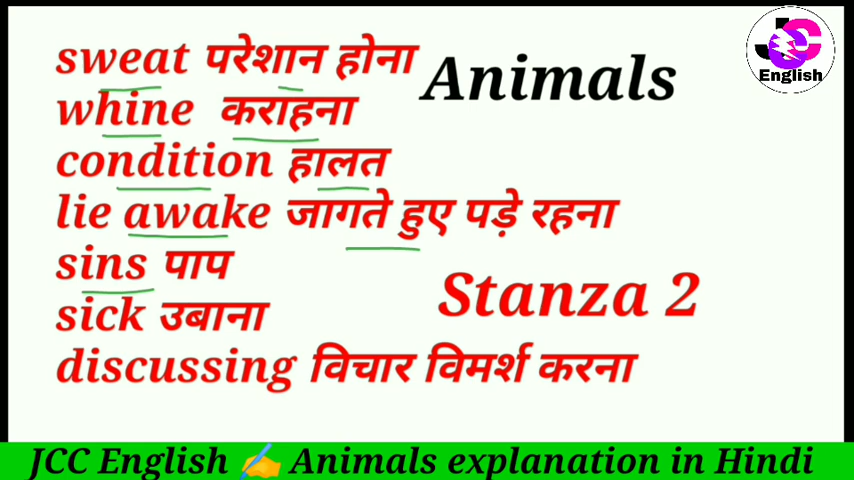 sweat परेशान होना
Animals
JC
English
whine कराहना
condition हालत
lie awake जागते हुए पड़े रहना
sins पाप
Stanza 2
sick उबाना
discussing विचार विमर्श करना
JCC English ✍ Animals explanation in Hindi